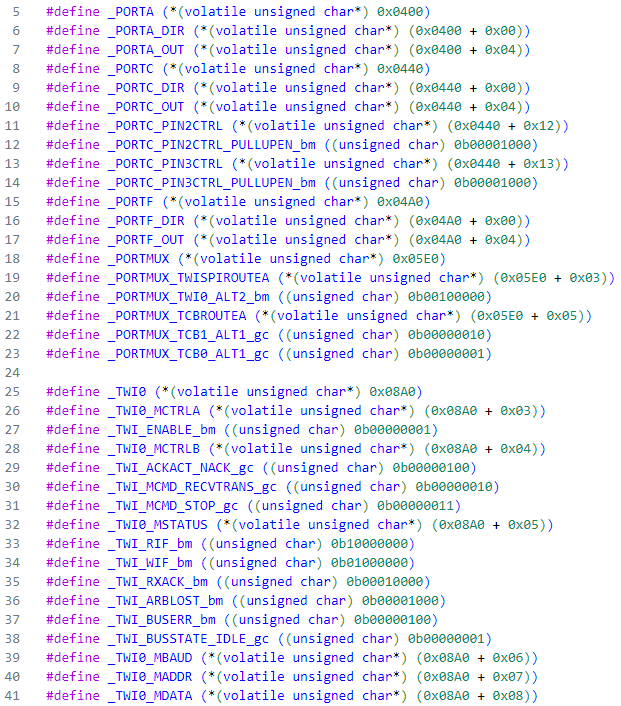 5 #define _PORTA (*(volatile unsigned char*) 0x0400)
6 #define _PORTA_DIR (*(volatile unsigned char*) (0x0400 + 0x00))
7 #define _PORTA_OUT (*(volatile unsigned char*) (0x0400 + 0x04))
8 #define _PORTC (*(volatile unsigned char*) 0x0440)
9 #define _PORTC_DIR (*(volatile unsigned char*) (0x0440 + 0x00))
10 #define _PORTC_OUT (*(volatile unsigned char*) (0x0440 + 0x04))
11 #define _PORTC_PIN2CTRL (*(volatile unsigned char*) (0x0440 + 0x12))
12 #define _PORTC_PIN2CTRL_PULLUPEN_bm ((unsigned char) 0b00001000)
13 #define _PORTC_PIN3CTRL (*(volatile unsigned char*) (0x0440 + 0x13))
14 #define _PORTC_PIN3CTRL_PULLUPEN_bm ((unsigned char) 0b00001000)
15 #define _PORTF (*(volatile unsigned char*) 0x04A0)
16 #define _PORTF_DIR (*(volatile unsigned char*) (0x04A0 + 0x00))
17 #define _PORTF_OUT (*(volatile unsigned char*) (0x04A0 + 0x04))
18 #define _PORTMUX (*(volatile unsigned char*) 0x05E0)
19 #define _PORTMUX_TWISPIROUTEA (*(volatile unsigned char*) (0x05E0 + 0x03))
20 #define _PORTMUX_TWI0_ALT2_bm ((unsigned char) 0b00100000)
21 #define _PORTMUX_TCBROUTEA (*(volatile unsigned char*) (0x05E0 + 0x05))
22 #define _PORTMUX_TCB1_ALT1_gc ((unsigned char) 0b00000010)
23 #define _PORTMUX_TCB0_ALT1_gc ((unsigned char) 0b00000001)
24
25 #define _TWI0 (*(volatile unsigned char*) 0x08A0)
26 #define _TWI0_MCTRLA (*(volatile unsigned char*) (0x08A0 + 0x03))
27 #define _TWI_ENABLE_bm ((unsigned char) 0b00000001)
28 #define _TWI0_MCTRLB (*(volatile unsigned char*) (0x08A0 + 0x04))
29 #define _TWI_ACKACT_NACK_gc ((unsigned char) 0b00000100)
30 #define _TWI_MCMD_RECVTRANS_gc ((unsigned char) 0b00000010)
31 #define _TWI_MCMD_STOP_gc ((unsigned char) 0b00000011)
32 #define _TWI0_MSTATUS (*(volatile unsigned char*) (0x08A0 + 0x05))
33 #define _TWI_RIF_bm ((unsigned char) 0b10000000)
34 #define _TWI_WIF_bm ((unsigned char) 0b01000000)
35 #define _TWI_RXACK_bm ((unsigned char) 0b00010000)
36 #define _TWI_ARBLOST_bm ((unsigned char) 0b00001000)
37 #define _TWI_BUSERR_bm ((unsigned char) 0b00000100)
38 #define _TWI_BUSSTATE_IDLE_gc ((unsigned char) 0b00000001)
39 #define _TWI0_MBAUD (*(volatile unsigned char*) (0x08A0 + 0x06))
40 #define _TWI0_MADDR (*(volatile unsigned char*) (0x08A0 + 0x07))
41 #define _TWI0_MDATA (*(volatile unsigned char*) (0x08A0 + 0x08))